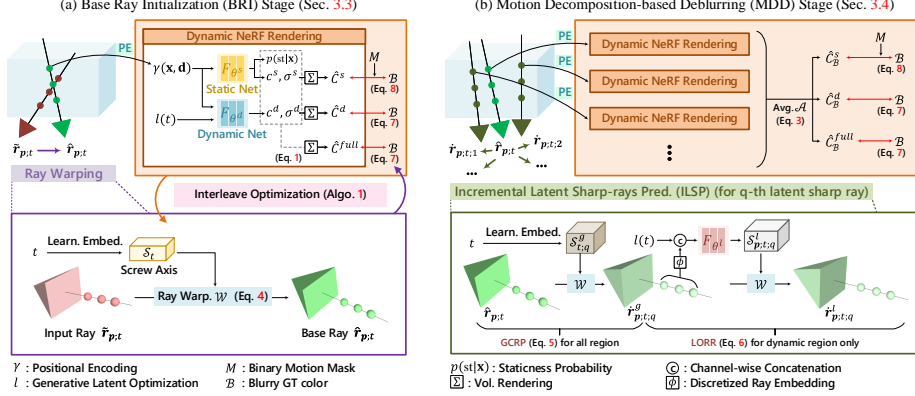 (a) Base Ray Initialization (BRI) Stage (Sec. 3.3)
PE
Dynamic NeRF Rendering
γ(x, d)
l(t)
F_θ^s
Static Net
F_θ^d
Dynamic Net
p(st|x)
c^s, σ^s
c^d, σ^d
(Eq. 1)
Σ
Ĉ^s
Σ
Ĉ^d
Σ
Ĉ^full
M
ℬ
(Eq. 8)
ℬ
(Eq. 7)
ℬ
(Eq. 7)
r̃_p;t
r̂_p;t
Ray Warping
Interleave Optimization (Algo. 1)
t
Learn. Embed.
𝒮_t
Screw Axis
Ray Warp. 𝒲 (Eq. 4)
Input Ray r̃_p;t
Base Ray r̂_p;t
γ : Positional Encoding
l : Generative Latent Optimization
M : Binary Motion Mask
ℬ : Blurry GT color
(b) Motion Decomposition-based Deblurring (MDD) Stage (Sec. 3.4)
PE
PE
PE
Dynamic NeRF Rendering
Dynamic NeRF Rendering
Dynamic NeRF Rendering
⋮
Avg. 𝒜
(Eq. 3)
Ĉ_B^s
Ĉ_B^d
Ĉ_B^full
M
ℬ
(Eq. 8)
ℬ
(Eq. 7)
ℬ
(Eq. 7)
ṙ_p;t;1
r̂_p;t
ṙ_p;t;2
...
...
Incremental Latent Sharp-rays Pred. (ILSP) (for q-th latent sharp ray)
t
Learn. Embed.
𝒮^g_t;q
𝒲
r̂_p;t
ṙ^g_p;t;q
l(t)
C
ϕ
F_θ^l
𝒮^l_p;t;q
𝒲
ṙ^l_p;t;q
GCRP (Eq. 5) for all region
LORR (Eq. 6) for dynamic region only
p(st|x) : Staticness Probability
Σ : Vol. Rendering
C : Channel-wise Concatenation
ϕ : Discretized Ray Embedding